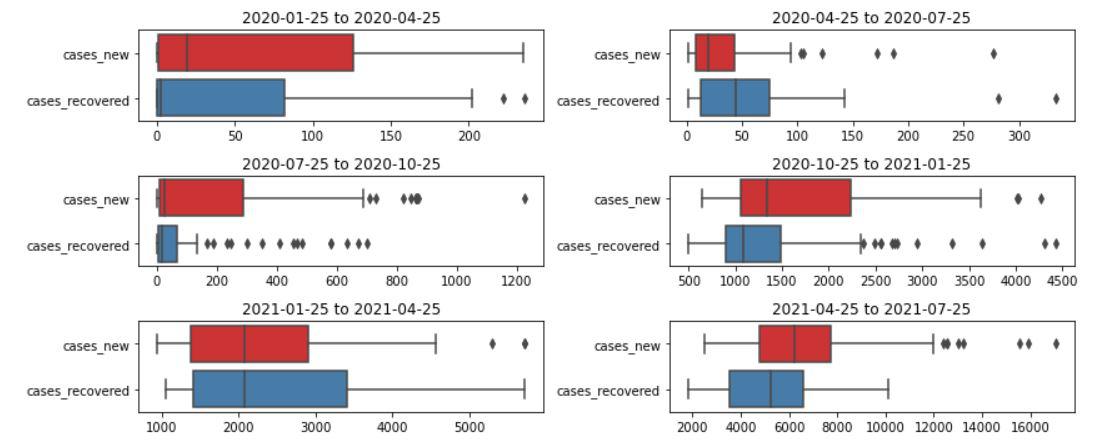 2020-01-25 to 2020-04-25
cases_new
cases_recovered
0 50 100 150 200
2020-04-25 to 2020-07-25
cases_new
cases_recovered
0 50 100 150 200 250 300
2020-07-25 to 2020-10-25
cases_new
cases_recovered
0 200 400 600 800 1000 1200
2020-10-25 to 2021-01-25
cases_new
cases_recovered
500 1000 1500 2000 2500 3000 3500 4000 4500
2021-01-25 to 2021-04-25
cases_new
cases_recovered
1000 2000 3000 4000 5000
2021-04-25 to 2021-07-25
cases_new
cases_recovered
2000 4000 6000 8000 10000 12000 14000 16000